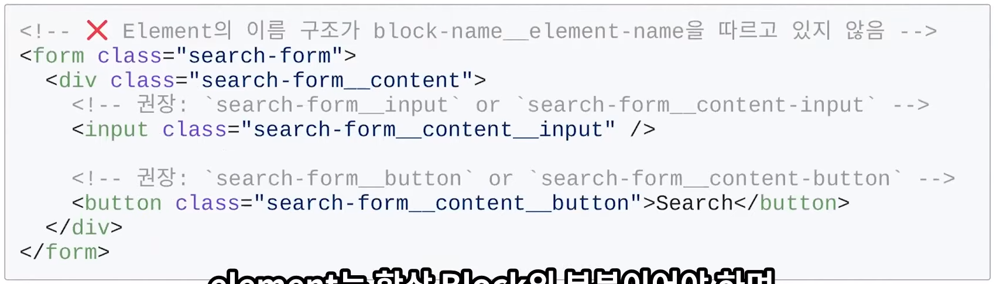 <!-- ❌ Element의 이름 구조가 block-name__element-name을 따르고 있지 않음 -->
<form class="search-form">
<div class="search-form__content">
<!-- 권장: `search-form__input` or `search-form__content-input` -->
<input class="search-form__content__input" />
<!-- 권장: `search-form__button` or `search-form__content-button` -->
<button class="search-form__content__button">Search</button>
</div>
</form>
element는 항상 Block의 부분이어야 하며